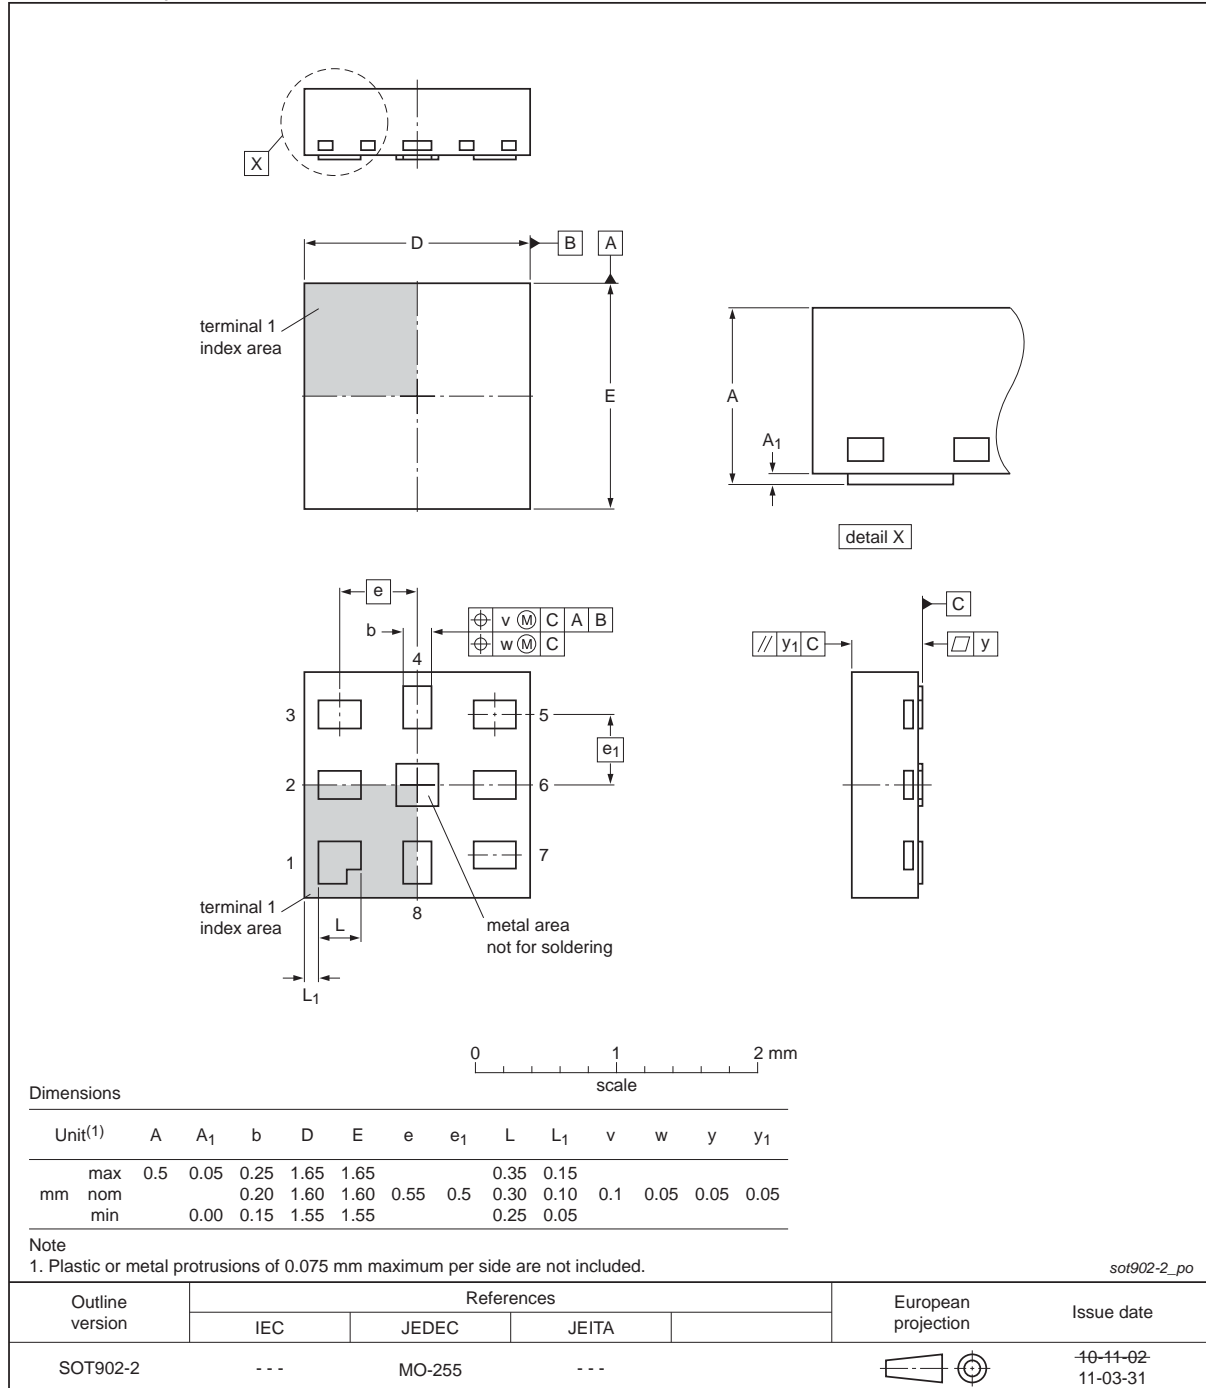 X
D
B
A
terminal 1
index area
E
A
A1
detail X
e
b
v M C A B
w M C
4
C
// y1 C
y
3
5
e1
2
6
1
7
terminal 1
index area
8
L
metal area
not for soldering
L1
0 1 2 mm
scale
Dimensions
Unit(1) A A1 b D E e e1 L L1 v w y y1
max 0.5 0.05 0.25 1.65 1.65 0.35 0.15
mm nom 0.20 1.60 1.60 0.55 0.5 0.30 0.10 0.1 0.05 0.05 0.05
min 0.00 0.15 1.55 1.55 0.25 0.05
Note
1. Plastic or metal protrusions of 0.075 mm maximum per side are not included.
sot902-2_po
Outline
version
References
IEC JEDEC JEITA
European
projection
Issue date
SOT902-2 - - - MO-255 - - -
10-11-02
11-03-31